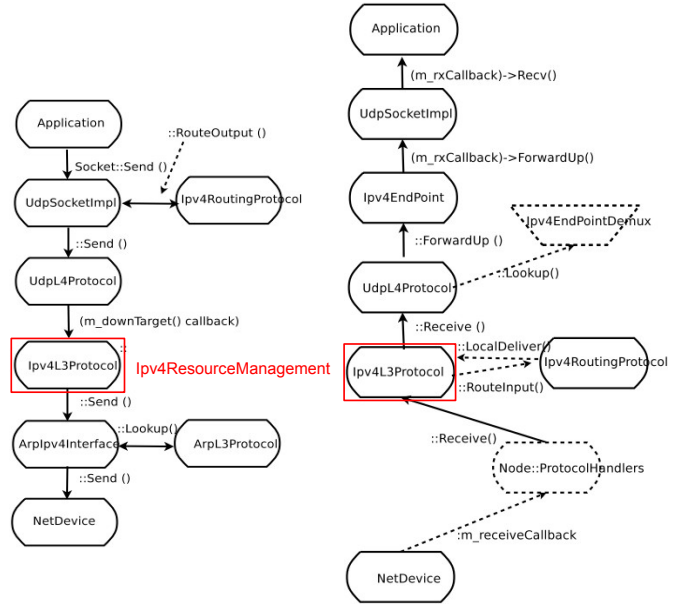 Application
Socket::Send ()
::RouteOutput ()
UdpSocketImpl
Ipv4RoutingProtocol
::Send ()
UdpL4Protocol
(m_downTarget() callback)
Ipv4L3Protocol
::
Ipv4ResourceManagement
::Send ()
ArpIpv4Interface
::Lookup()
ArpL3Protocol
::Send ()
NetDevice
Application
(m_rxCallback)->Recv()
UdpSocketImpl
(m_rxCallback)->ForwardUp()
Ipv4EndPoint
Ipv4EndPointDemux
::ForwardUp ()
::Lookup()
UdpL4Protocol
::Receive ()
::LocalDeliver()
Ipv4L3Protocol
Ipv4RoutingProtocol
::RouteInput()
::Receive()
Node::ProtocolHandlers
:m_receiveCallback
NetDevice